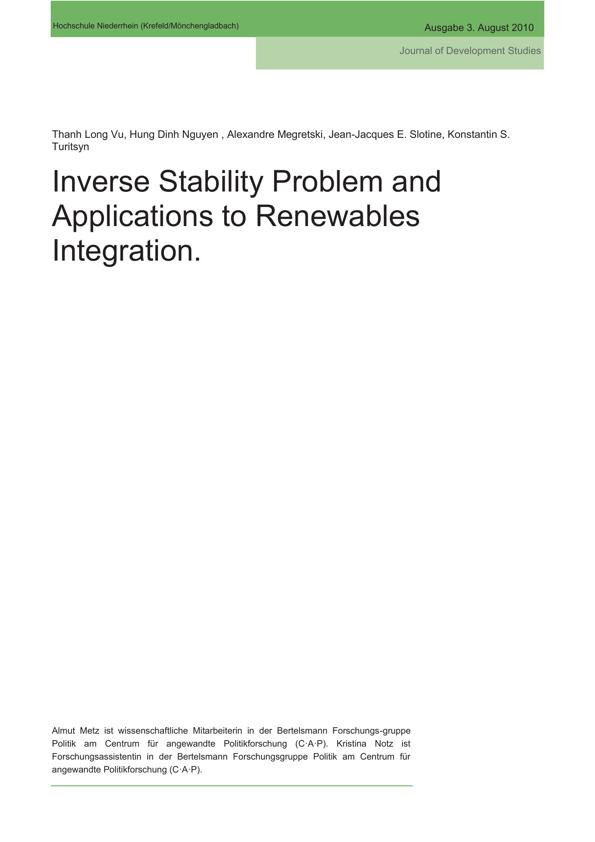 Hochschule Niederrhein (Krefeld/Mönchengladbach)
Ausgabe 3. August 2010
Journal of Development Studies
Thanh Long Vu, Hung Dinh Nguyen , Alexandre Megretski, Jean-Jacques E. Slotine, Konstantin S.
Turitsyn
Inverse Stability Problem and
Applications to Renewables
Integration.
Almut Metz ist wissenschaftliche Mitarbeiterin in der Bertelsmann Forschungs-gruppe
Politik am Centrum für angewandte Politikforschung (C·A·P). Kristina Notz ist
Forschungsassistentin in der Bertelsmann Forschungsgruppe Politik am Centrum für
angewandte Politikforschung (C·A·P).